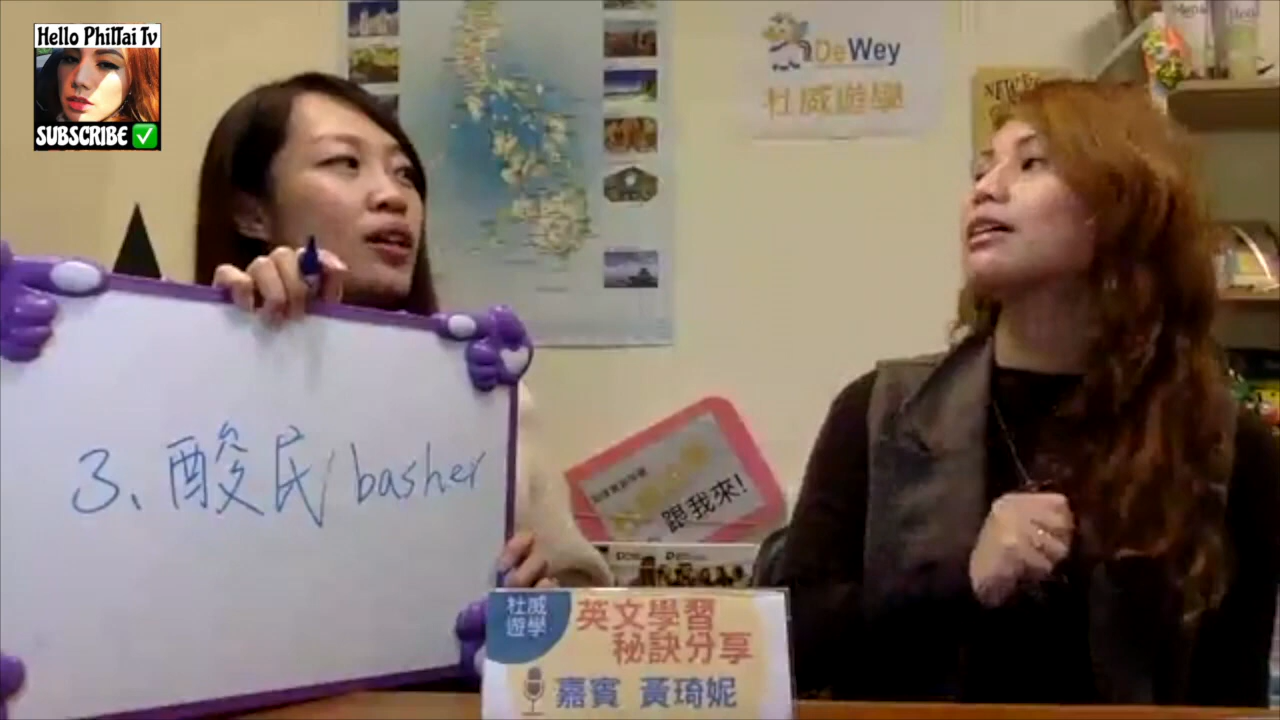 Hello PhilTai Tv
SUBSCRIBE
DeWey
杜威遊學
NEW
3、酸民/basher
跟我來!
杜威
遊學
英文學習
秘訣分享
嘉賓 黃琦妮